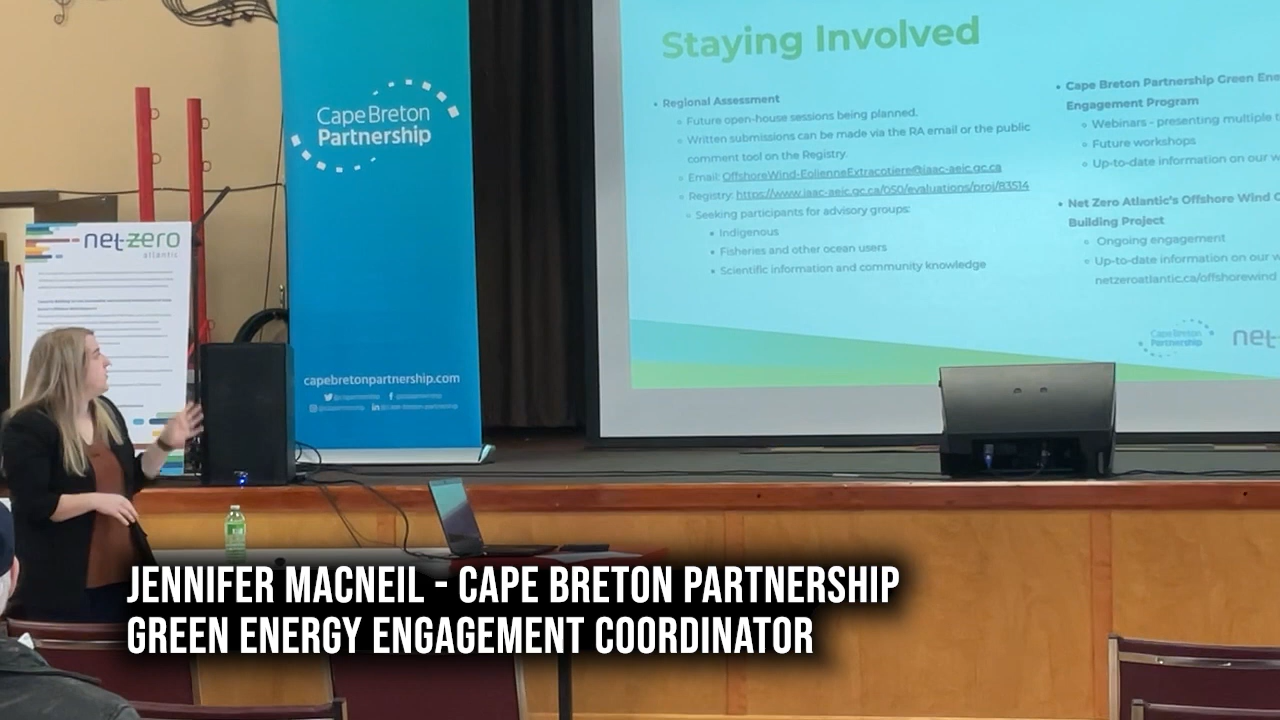 Cape Breton
Partnership
capebretonpartnership.com
net zero
atlantic
Staying Involved
• Regional Assessment
Future open-house sessions being planned.
Written submissions can be made via the RA email or the public
comment tool on the Registry.
Email: OffshoreWind-EolienneExtracotiere@iaac-aeic.gc.ca
Registry: https://www.iaac-aeic.gc.ca/050/evaluations/proj/83514
Seeking participants for advisory groups:
Indigenous
Fisheries and other ocean users
Scientific information and community knowledge
• Cape Breton Partnership Green Ene
Engagement Program
Webinars - presenting multiple t
Future workshops
Up-to-date information on our w
• Net Zero Atlantic's Offshore Wind C
Building Project
Ongoing engagement
Up-to-date information on our w
netzeroatlantic.ca/offshorewind
Cape Breton
Partnership
net
JENNIFER MACNEIL - CAPE BRETON PARTNERSHIP
GREEN ENERGY ENGAGEMENT COORDINATOR